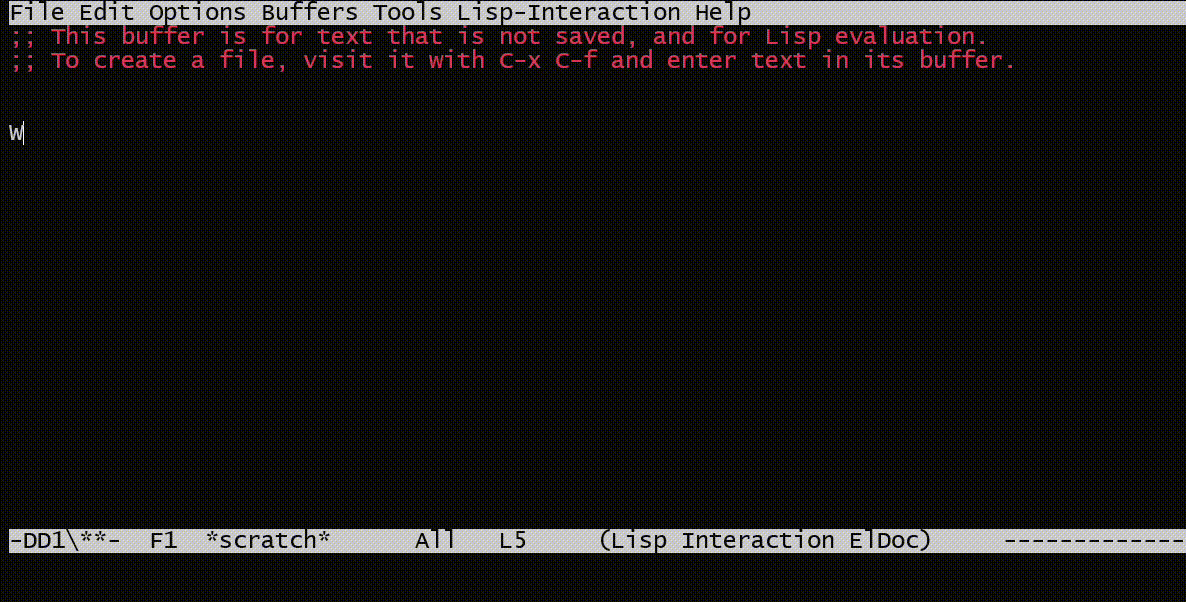 File Edit Options Buffers Tools Lisp-Interaction Help
;; This buffer is for text that is not saved, and for Lisp evaluation.
;; To create a file, visit it with C-x C-f and enter text in its buffer.
W
-DD1\**-  F1  *scratch*      All   L5     (Lisp Interaction ElDoc)     -------------